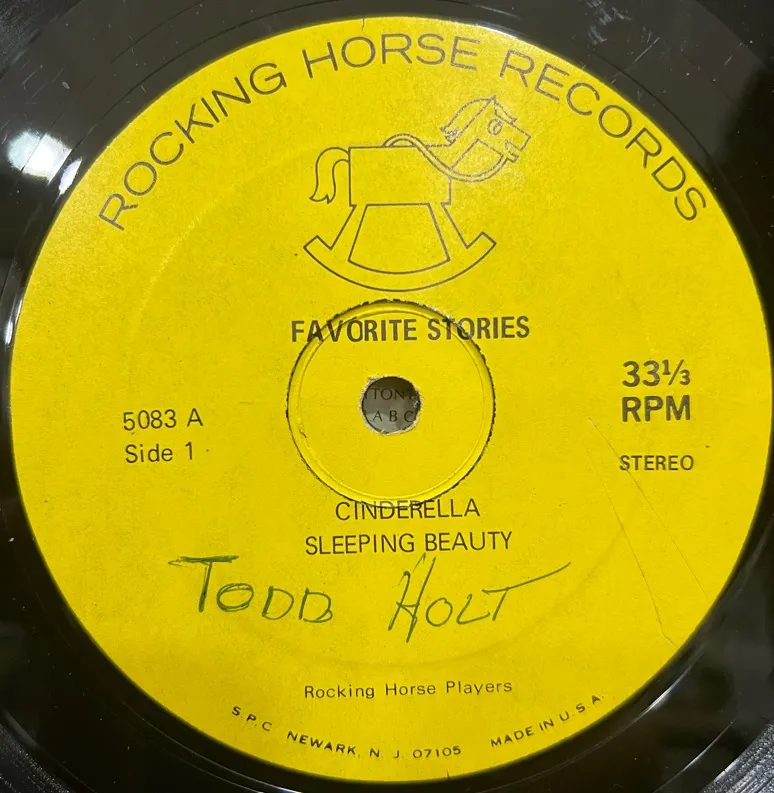 ROCKING HORSE RECORDS
FAVORITE STORIES
33⅓
RPM
5083 A
Side 1
STEREO
TON
A B C
CINDERELLA
SLEEPING BEAUTY
TODD HOLT
Rocking Horse Players
S.P.C NEWARK, N. J. 07105 MADE IN U.S.A.